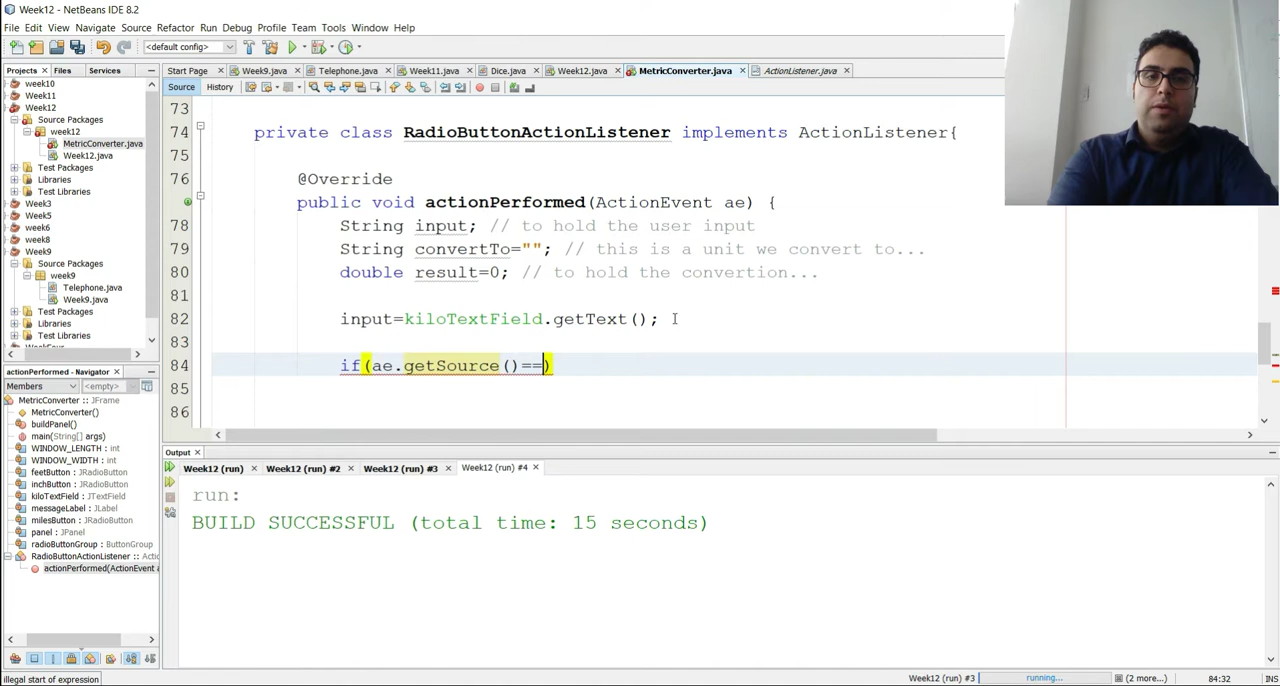 Week12 - NetBeans IDE 8.2
File Edit View Navigate Source Refactor Run Debug Profile Team Tools Window Help
<default config>
Projects Files Services
Start Page Week9.java Telephone.java Week11.java Dice.java Week12.java MetricConverter.java ActionListener.java
Source History
week10
Week11
Week12
Source Packages
week12
MetricConverter.java
Week12.java
Test Packages
Libraries
Test Libraries
Week3
Week5
week6
week8
Week9
Source Packages
week9
Telephone.java
Week9.java
Test Packages
Libraries
Test Libraries
WeekFour
73
74 private class RadioButtonActionListener implements ActionListener{
75
76 @Override
public void actionPerformed(ActionEvent ae) {
78 String input; // to hold the user input
79 String convertTo=""; // this is a unit we convert to...
80 double result=0; // to hold the convertion...
81
82 input=kiloTextField.getText();
83
84 if(ae.getSource()==)
85
86
actionPerformed - Navigator
Members <empty>
MetricConverter :: JFrame
MetricConverter()
buildPanel()
main(String[] args)
WINDOW_LENGTH : int
WINDOW_WIDTH : int
feetButton : JRadioButton
inchButton : JRadioButton
kiloTextField : JTextField
messageLabel : JLabel
milesButton : JRadioButton
panel : JPanel
radioButtonGroup : ButtonGroup
RadioButtonActionListener :: Actio
actionPerformed(ActionEvent a
Output
Week12 (run) Week12 (run) #2 Week12 (run) #3 Week12 (run) #4
run:
BUILD SUCCESSFUL (total time: 15 seconds)
illegal start of expression
Week12 (run) #3 running... (2 more...) 84:32 INS